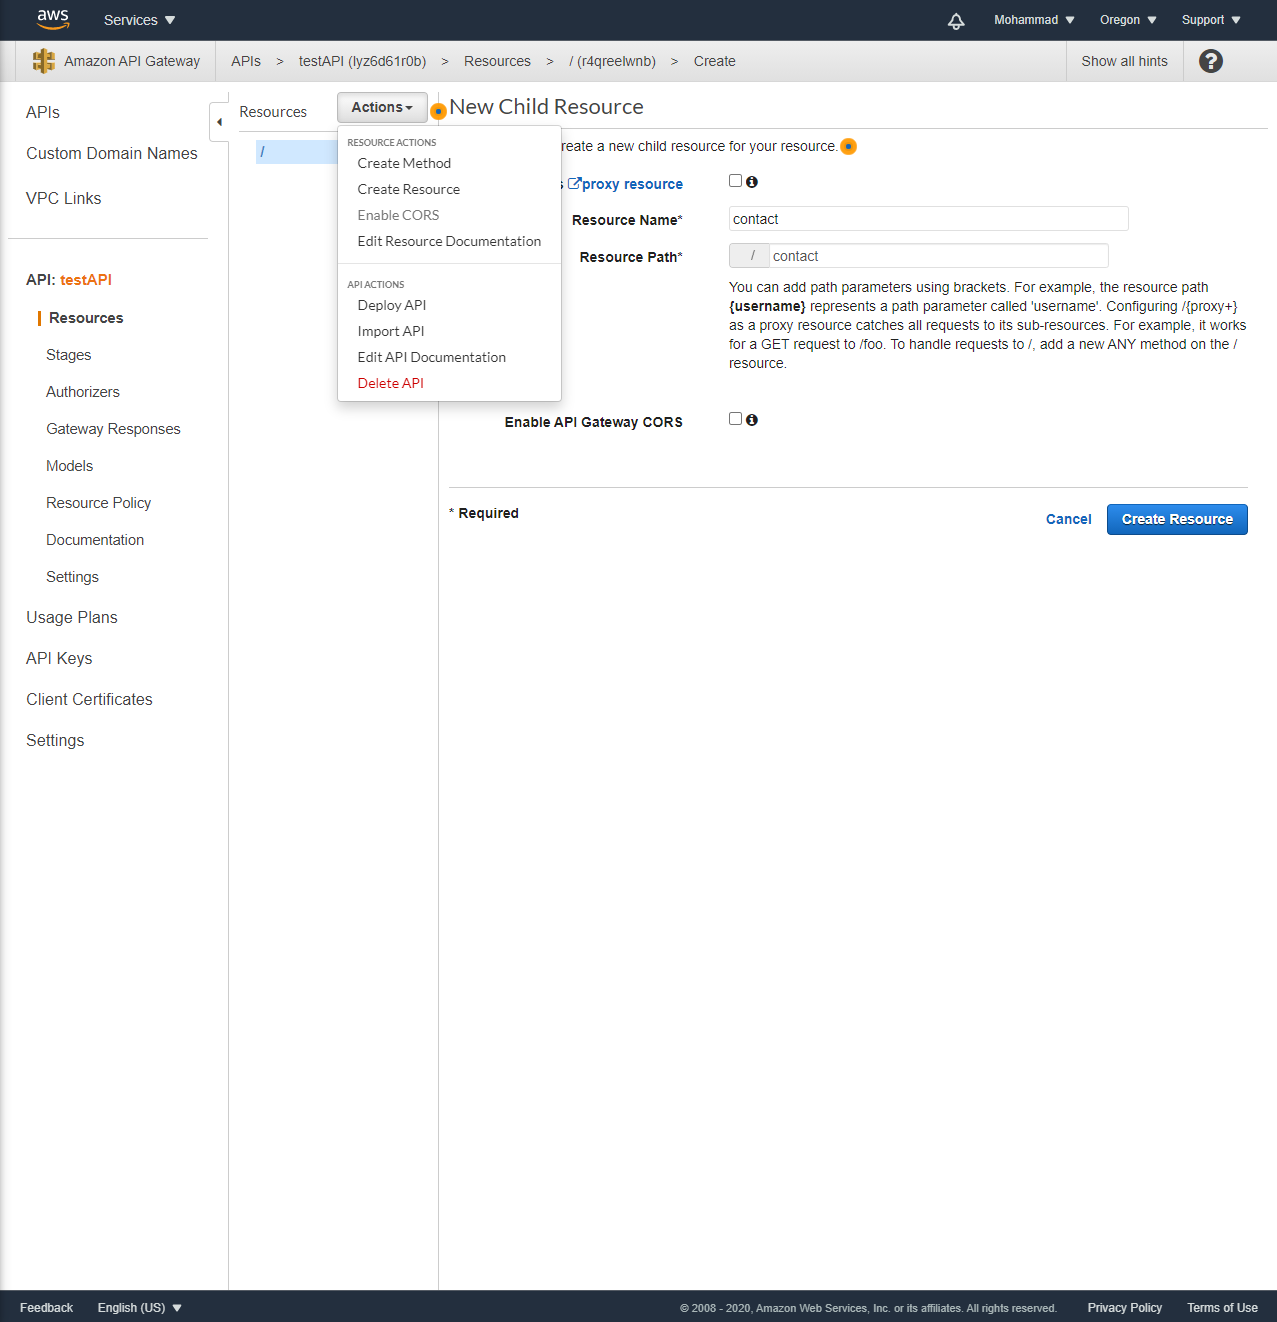 aws Services Mohammad Oregon Support
Amazon API Gateway APIs > testAPI (lyz6d61r0b) > Resources > / (r4qreelwnb) > Create Show all hints ?
APIs
Custom Domain Names
VPC Links
API: testAPI
Resources
Stages
Authorizers
Gateway Responses
Models
Resource Policy
Documentation
Settings
Usage Plans
API Keys
Client Certificates
Settings
Resources Actions
/
RESOURCE ACTIONS
Create Method
Create Resource
Enable CORS
Edit Resource Documentation
API ACTIONS
Deploy API
Import API
Edit API Documentation
Delete API
New Child Resource
reate a new child resource for your resource.
s proxy resource
Resource Name* contact
Resource Path* / contact
You can add path parameters using brackets. For example, the resource path
{username} represents a path parameter called 'username'. Configuring /{proxy+}
as a proxy resource catches all requests to its sub-resources. For example, it works
for a GET request to /foo. To handle requests to /, add a new ANY method on the /
resource.
Enable API Gateway CORS
* Required
Cancel Create Resource
Feedback English (US) © 2008 - 2020, Amazon Web Services, Inc. or its affiliates. All rights reserved. Privacy Policy Terms of Use